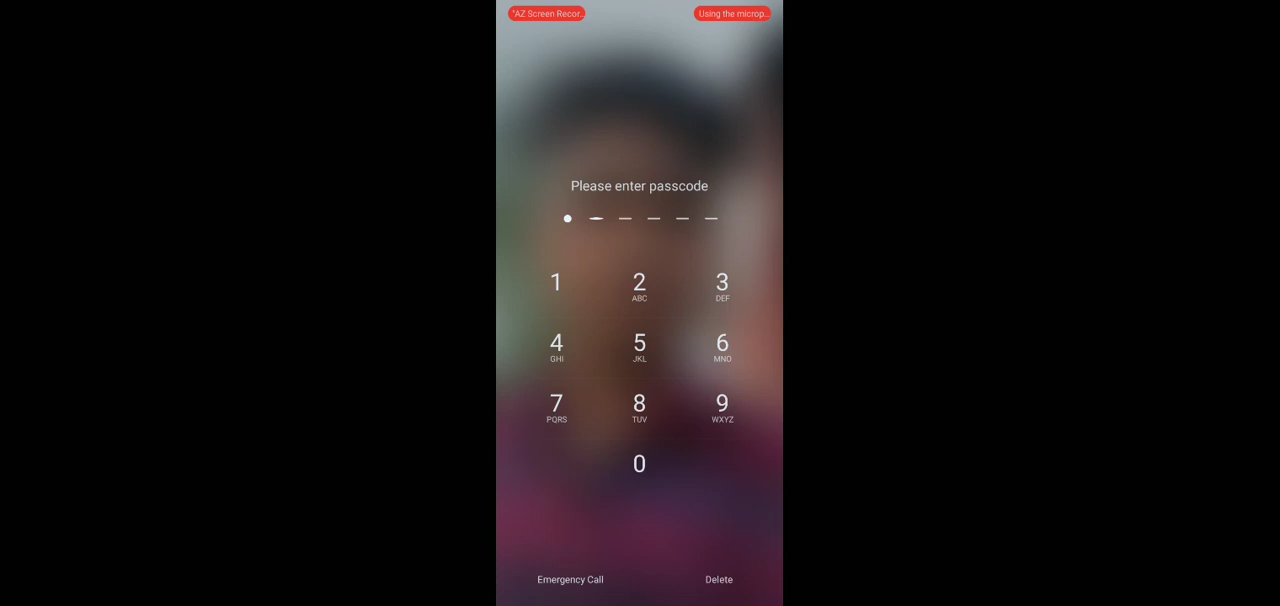 "AZ Screen Recor.. Using the microp...
Please enter passcode
1 2 3
ABC DEF
4 5 6
GHI JKL MNO
7 8 9
PQRS TUV WXYZ
0
Emergency Call Delete